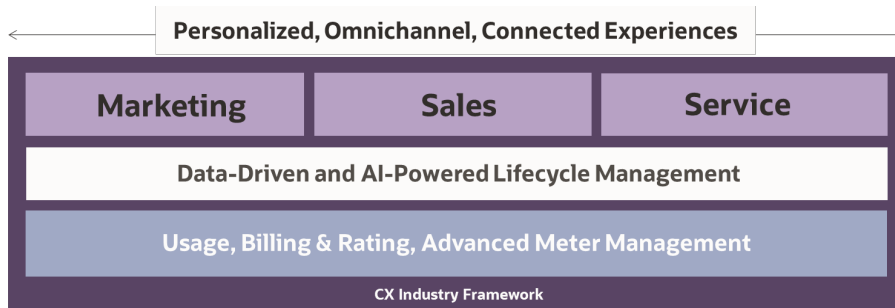 Personalized, Omnichannel, Connected Experiences
Marketing
Sales
Service
Data-Driven and AI-Powered Lifecycle Management
Usage, Billing & Rating, Advanced Meter Management
CX Industry Framework